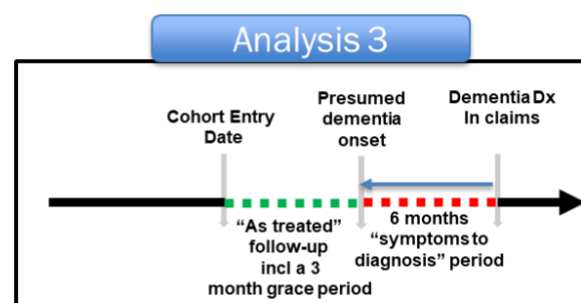 Analysis 3
Cohort Entry
Date
Presumed
dementia
onset
Dementia Dx
In claims
“As treated”
follow-up
incl a 3
month grace period
6 months
“symptoms to
diagnosis” period